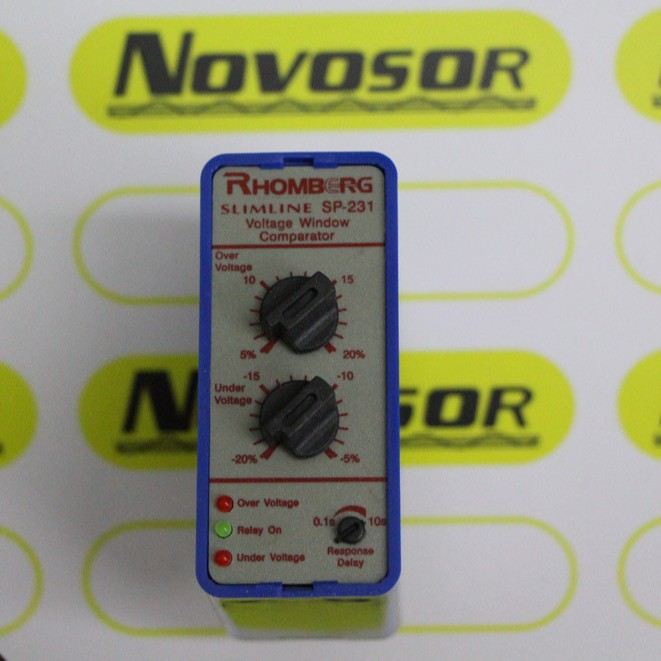 NOVOSOR
RHOMBERG
SLIMLINE SP-231
Voltage Window
Comparator
Over
Voltage
10 15
5% 20%
-15 -10
Under
Voltage
-20% -5%
NOVOSOR
Over Voltage
Relay On
Under Voltage
0.1s 10s
Response
Delay